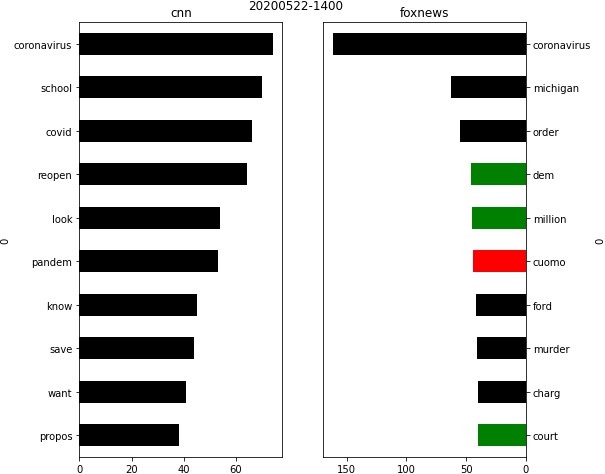 20200522-1400
cnn
foxnews
coronavirus
school
covid
reopen
look
pandem
know
save
want
propos
0
0 20 40 60
coronavirus
michigan
order
dem
million
cuomo
ford
murder
charg
court
0
150 100 50 0